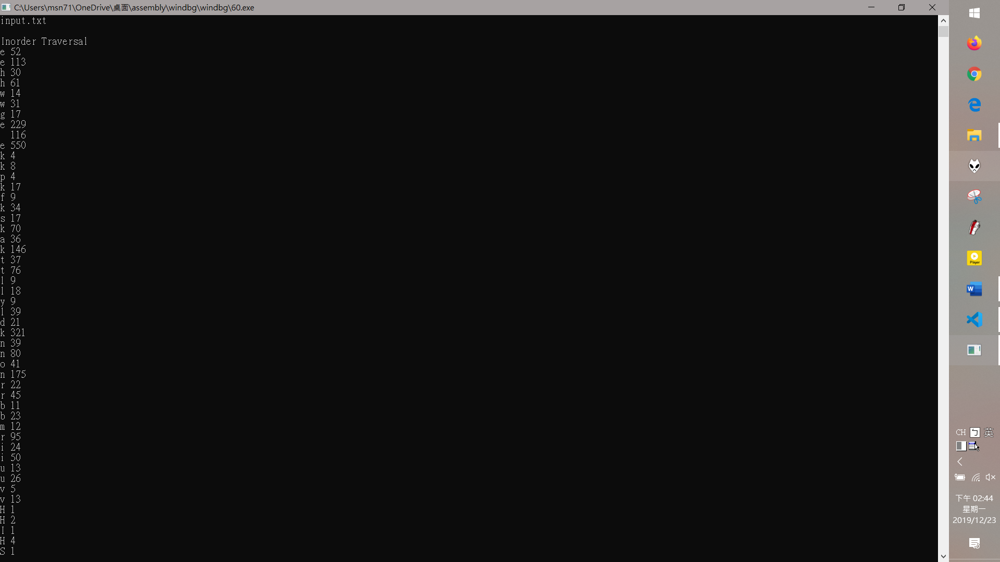 C:\Users\msn71\OneDrive\桌面\assembly\windbg\windbg\60.exe
input.txt
Inorder Traversal
e 52
e 113
h 30
h 61
w 14
w 31
g 17
e 229
  116
e 550
k 4
k 8
p 4
k 17
f 9
k 34
s 17
k 70
a 36
k 146
t 37
t 76
l 9
l 18
y 9
l 39
d 21
k 321
n 39
n 80
o 41
n 175
r 22
r 45
b 11
b 23
m 12
r 95
i 24
i 50
u 13
u 26
v 5
v 13
H 1
H 2
I 1
H 4
S 1
Player
W
CH ㄅ 英
下午 02:44
星期一
2019/12/23